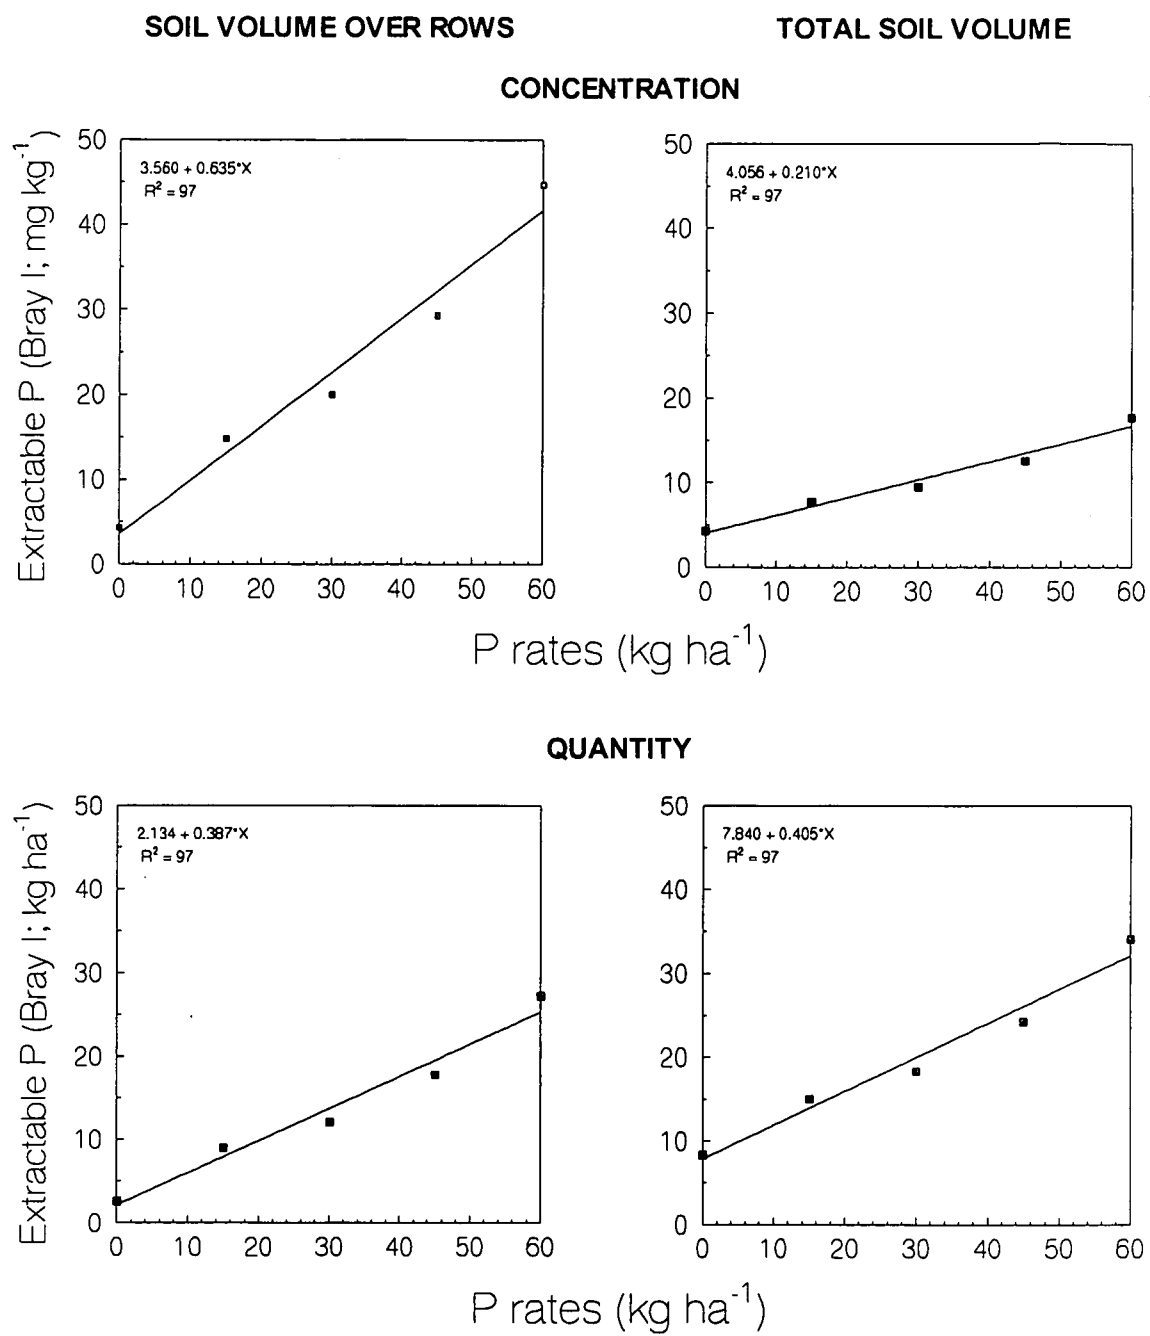 SOIL VOLUME OVER ROWS
TOTAL SOIL VOLUME
CONCENTRATION
Extractable P (Bray I; mg kg⁻¹)
50
40
30
20
10
0
3.560 + 0.635*X
R² = 97
0 10 20 30 40 50 60
50
40
30
20
10
0
4.056 + 0.210*X
R² = 97
0 10 20 30 40 50 60
P rates (kg ha⁻¹)
QUANTITY
Extractable P (Bray I; kg ha⁻¹)
50
40
30
20
10
0
2.134 + 0.387*X
R² = 97
0 10 20 30 40 50 60
50
40
30
20
10
0
7.840 + 0.405*X
R² = 97
0 10 20 30 40 50 60
P rates (kg ha⁻¹)